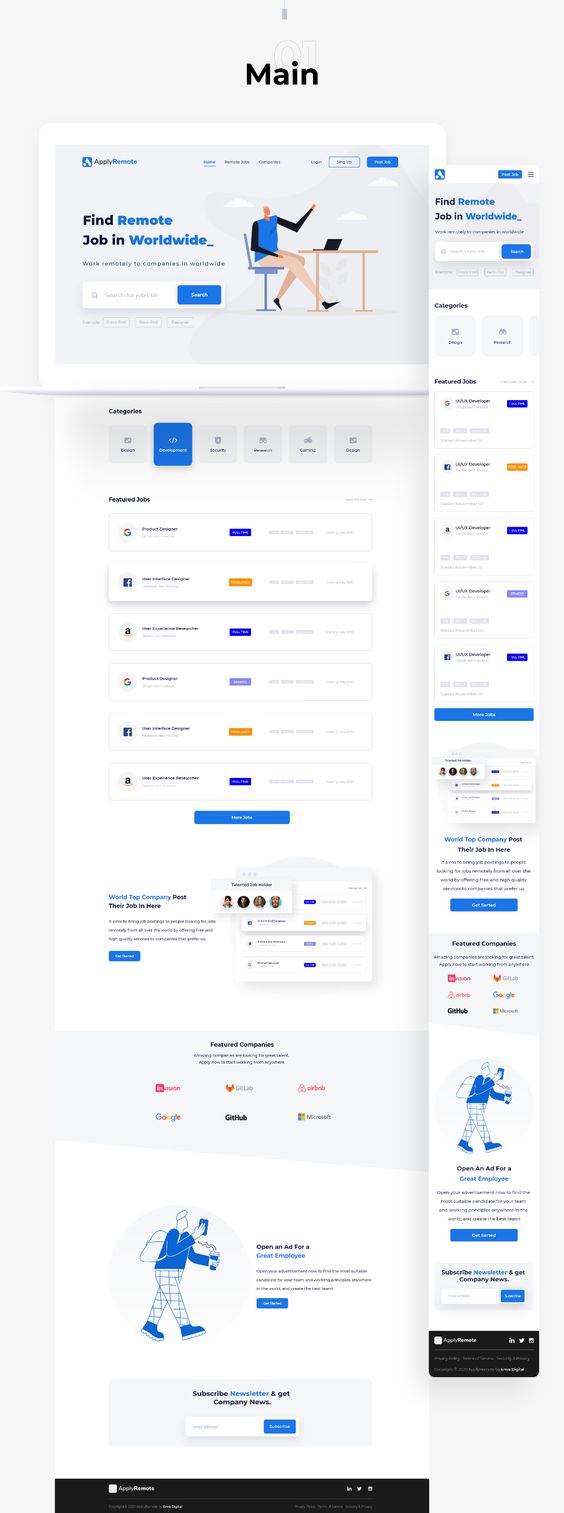 01
Main
ApplyRemote
Home Remote Jobs Companies Login Sing Up Post Job
Find Remote
Job in Worldwide_
Work remotely to companies in worldwide
Search for job title Search
Example: Front-End Back-End Designer
Categories
Design Development Security Research Gaming Design
Featured Jobs
Product Designer
FULL TIME
User Interface Designer
FREELANCE
User Experience Researcher
FULL TIME
Product Designer
REMOTE
User Interface Designer
FREELANCE
User Experience Researcher
FULL TIME
More Jobs
World Top Company Post
Their Job In Here
It aims to bring job postings to people looking for jobs
remotely from all over the world by offering free and
high quality services to companies that prefer us.
Get Started
Talented Job Holder
Featured Companies
Amazing companies are looking for great talent.
Apply now to start working from anywhere
invision GitLab airbnb
Google GitHub Microsoft
Open an Ad For a
Great Employee
Open your advertisement now to find the most suitable
candidate for your team and working principles anywhere
in the world, and create the best team!
Get Started
Subscribe Newsletter & get
Company News.
Email address Subscribe
ApplyRemote
Copyright © 2020 ApplyRemote by Enva Digital
Privacy Policy Terms of Service Security & Privacy
Post Job
Find Remote
Job in Worldwide_
Work remotely to companies in worldwide
Search for job title Search
Example: Front-End Back-End Designer
Categories
Design Research
Featured Jobs Featured Jobs
UI/UX Developer
FULL TIME
Started November 02
UI/UX Developer
FREELANCE
Started November 02
UI/UX Developer
FULL TIME
Started November 02
UI/UX Developer
REMOTE
Started November 02
UI/UX Developer
FULL TIME
Started November 02
More Jobs
Talented Job Holder
World Top Company Post
Their Job In Here
It aims to bring job postings to people
looking for jobs remotely from all over the
world by offering free and high quality
services to companies that prefer us.
Get Started
Featured Companies
Amazing companies are looking for great talent.
Apply now to start working from anywhere.
invision GitLab
airbnb Google
GitHub Microsoft
Open An Ad For a
Great Employee
Open your advertisement now to find the
most suitable candidate for your team
and working principles anywhere in the
world, and create the best team!
Get Started
Subscribe Newsletter & get
Company News.
Email address Subscribe
ApplyRemote
Privacy Policy Terms of Service Security & Privacy
Copyright © 2020 ApplyRemote by Enva Digital